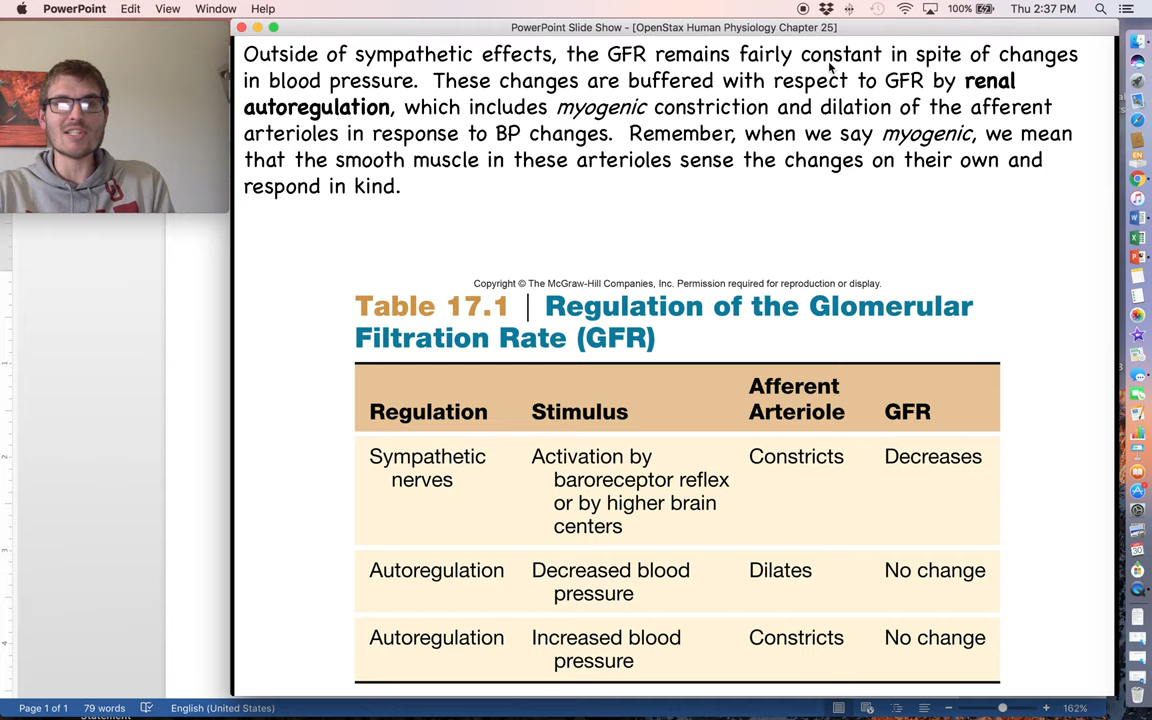 PowerPoint Edit View Window Help 100% Thu 2:37 PM
PowerPoint Slide Show - [OpenStax Human Physiology Chapter 25]
Outside of sympathetic effects, the GFR remains fairly constant in spite of changes
in blood pressure. These changes are buffered with respect to GFR by renal
autoregulation, which includes myogenic constriction and dilation of the afferent
arterioles in response to BP changes. Remember, when we say myogenic, we mean
that the smooth muscle in these arterioles sense the changes on their own and
respond in kind.
Copyright © The McGraw-Hill Companies, Inc. Permission required for reproduction or display.
Table 17.1 | Regulation of the Glomerular
Filtration Rate (GFR)
Regulation Stimulus Afferent Arteriole GFR
Sympathetic Activation by Constricts Decreases
nerves baroreceptor reflex
or by higher brain
centers
Autoregulation Decreased blood Dilates No change
pressure
Autoregulation Increased blood Constricts No change
pressure
Page 1 of 1 79 words English (United States) 162%